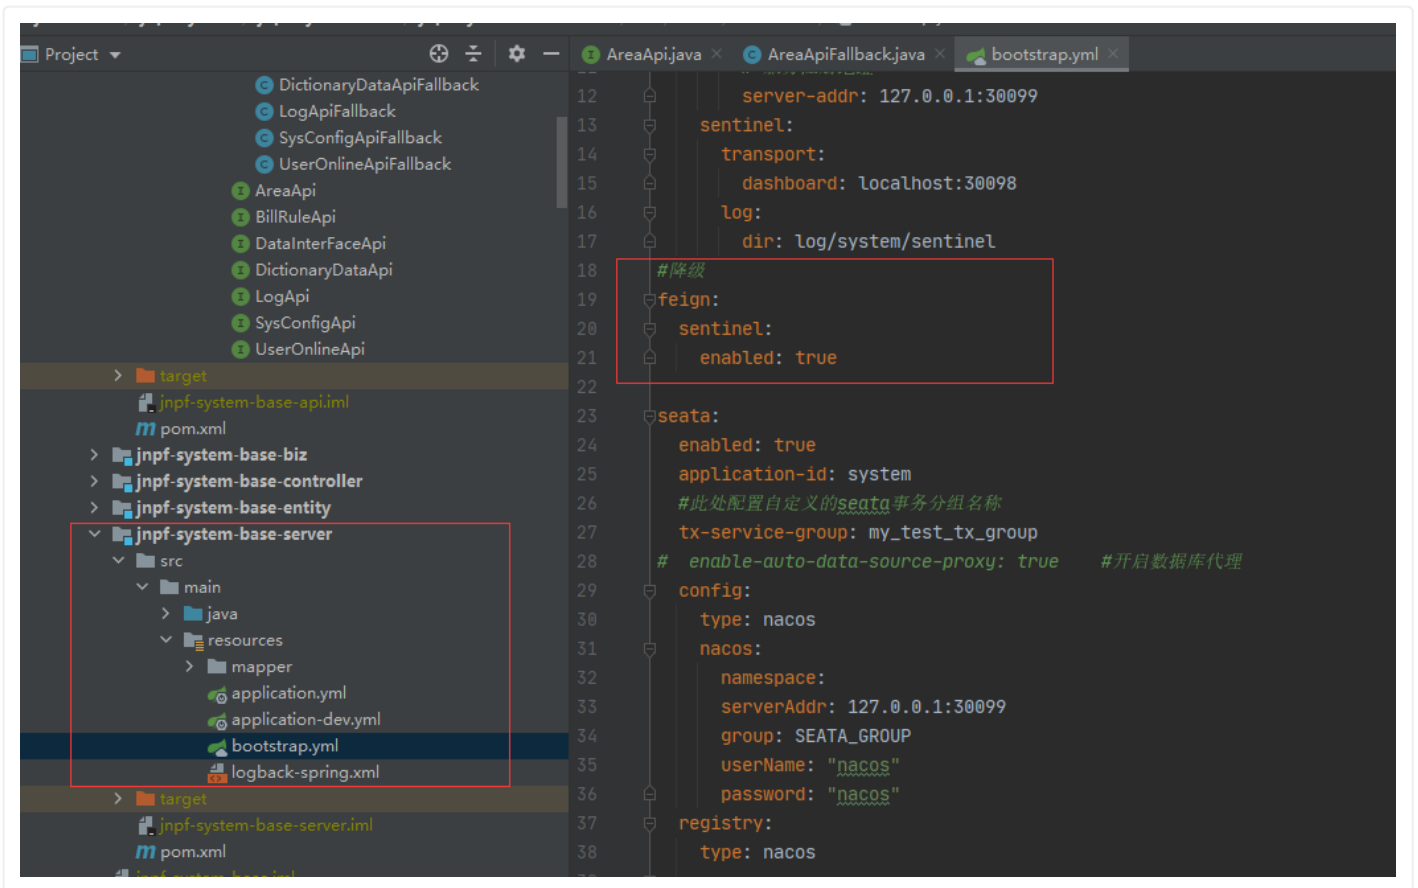 Project
DictionaryDataApiFallback
LogApiFallback
SysConfigApiFallback
UserOnlineApiFallback
AreaApi
BillRuleApi
DataInterFaceApi
DictionaryDataApi
LogApi
SysConfigApi
UserOnlineApi
target
jnpf-system-base-api.iml
pom.xml
jnpf-system-base-biz
jnpf-system-base-controller
jnpf-system-base-entity
jnpf-system-base-server
src
main
java
resources
mapper
application.yml
application-dev.yml
bootstrap.yml
logback-spring.xml
target
jnpf-system-base-server.iml
pom.xml
jnpf-system-base.iml
AreaApi.java
AreaApiFallback.java
bootstrap.yml
12 server-addr: 127.0.0.1:30099
13 sentinel:
14 transport:
15 dashboard: localhost:30098
16 log:
17 dir: log/system/sentinel
18 #降级
19 feign:
20 sentinel:
21 enabled: true
22
23 seata:
24 enabled: true
25 application-id: system
26 #此处配置自定义的seata事务分组名称
27 tx-service-group: my_test_tx_group
28 # enable-auto-data-source-proxy: true #开启数据库代理
29 config:
30 type: nacos
31 nacos:
32 namespace:
33 serverAddr: 127.0.0.1:30099
34 group: SEATA_GROUP
35 userName: "nacos"
36 password: "nacos"
37 registry:
38 type: nacos